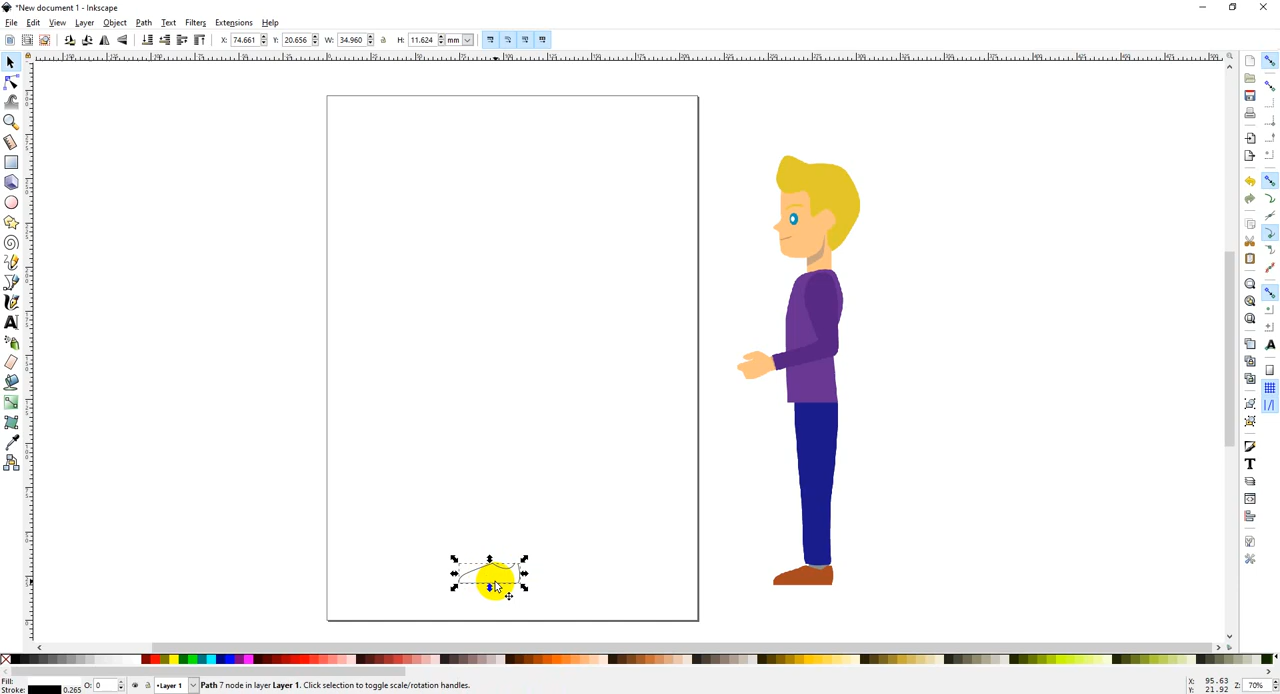 *New document 1 - Inkscape
File Edit View Layer Object Path Text Filters Extensions Help
X: 74.661 Y: 20.656 W: 34.960 H: 11.624 mm
Fill:
Stroke: 0.265 O: 0 •Layer 1 Path 7 node in layer Layer 1. Click selection to toggle scale/rotation handles. X: 95.63 Z: 70%
Y: 21.92